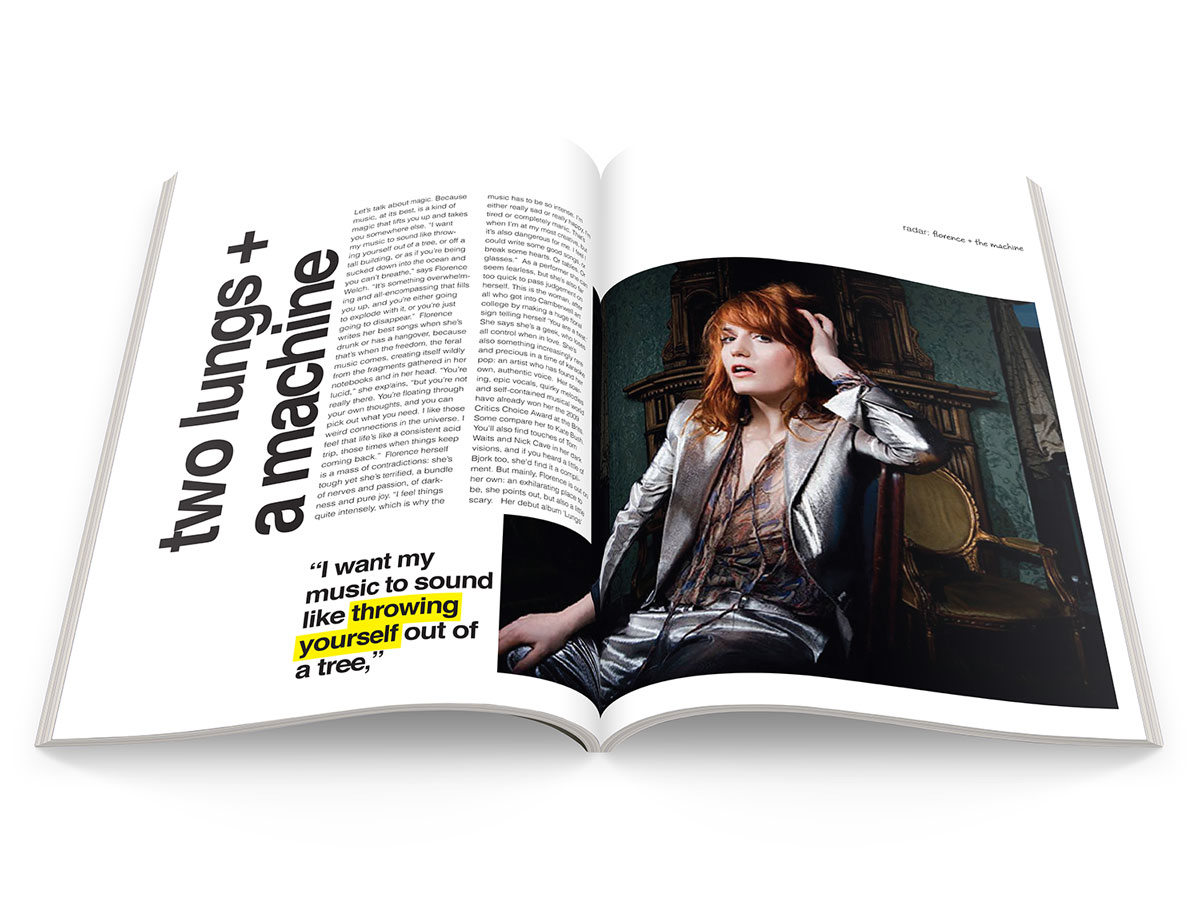 two lungs +
a machine
Let's talk about magic. Because
music, at its best, is a kind of
magic that lifts you up and takes
you somewhere else. "I want
my music to sound like throw-
ing yourself out of a tree, or off a
tall building, or as if you're being
sucked down into the ocean and
you can't breathe," says Florence
Welch. "It's something overwhelm-
ing and all-encompassing that fills
you up, and you're either going
to explode with it, or you're just
going to disappear." Florence
writes her best songs when she's
drunk or has a hangover, because
that's when the freedom, the feral
music comes, creating itself wildly
from the fragments gathered in her
notebooks and in her head. "You're
lucid," she explains, "but you're not
really there. You're floating through
your own thoughts, and you can
pick out what you need. I like those
weird connections in the universe. I
feel that life's like a consistent acid
trip, those times when things keep
coming back." Florence herself
is a mass of contradictions: she's
tough yet she's terrified, a bundle
of nerves and passion, of dark-
ness and pure joy. "I feel things
quite intensely, which is why the
music has to be so intense. I'm
either really sad or really happy, I'm
tired or completely manic. That's
when I'm at my most creative, but
it's also dangerous for me. I feel I
could write some good songs, or
break some hearts. Or tables. Or
glasses." As a performer she can
seem fearless, but she's also far
too quick to pass judgement on
herself. This is the woman, after
all who got into Camberwell Art
college by making a huge floral
sign telling herself "You are a twat."
She says she's a geek, who loses
all control when in love. She's
also something increasingly rare
and precious in a time of karaoke
pop: an artist who has found her
own, authentic voice. Her soar-
ing, epic vocals, quirky melodies
and self-contained musical world
have already won her the 2009
Critics Choice Award at the Brits.
Some compare her to Kate Bush.
You'll also find touches of Tom
Waits and Nick Cave in her dark
visions, and if you heard a little of
Bjork too, she'd find it a compli-
ment. But mainly, Florence is out on
her own: an exhilarating place to
be, she points out, but also a little
scary. Her debut album 'Lungs'
"I want my
music to sound
like throwing
yourself out of
a tree,"
radar: florence + the machine